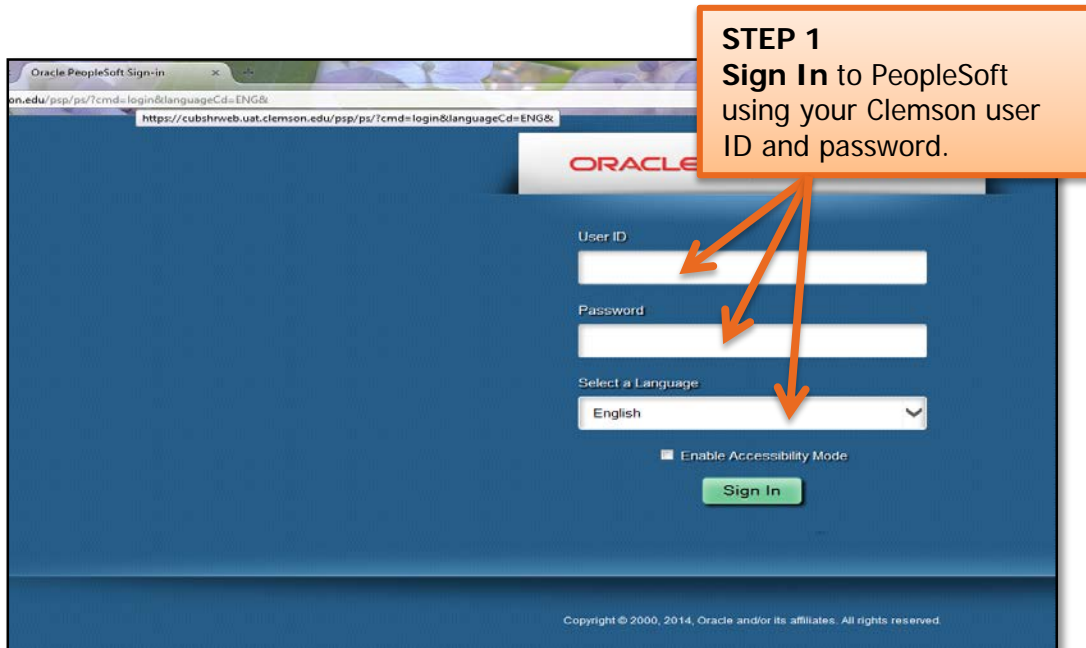 STEP 1
Sign In to PeopleSoft
using your Clemson user
ID and password.
Oracle PeopleSoft Sign-in ×
on.edu/psp/ps/?cmd=login&languageCd=ENG&
https://cubshrweb.uat.clemson.edu/psp/ps/?cmd=login&languageCd=ENG&
ORACLE
User ID
Password
Select a Language
English
Enable Accessibility Mode
Sign In
Copyright © 2000, 2014, Oracle and/or its affiliates. All rights reserved.